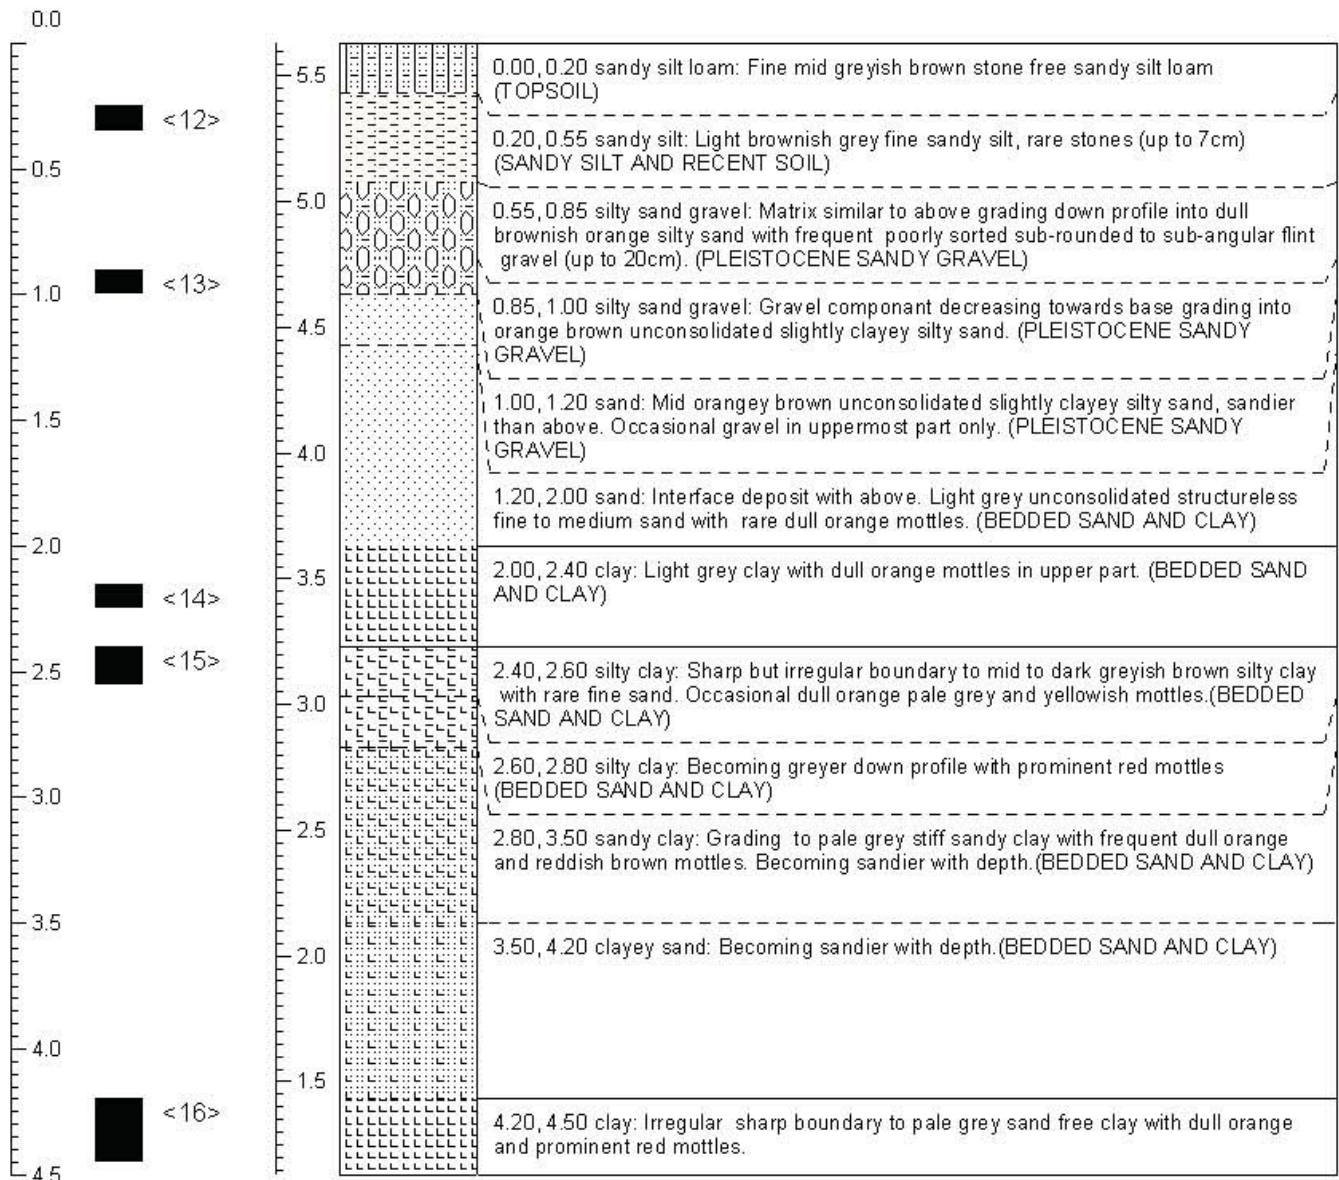 0.0
5.5
0.00, 0.20 sandy silt loam: Fine mid greyish brown stone free sandy silt loam
(TOPSOIL)
<12>
0.20, 0.55 sandy silt: Light brownish grey fine sandy silt, rare stones (up to 7cm)
(SANDY SILT AND RECENT SOIL)
0.5
5.0
0.55, 0.85 silty sand gravel: Matrix similar to above grading down profile into dull
brownish orange silty sand with frequent poorly sorted sub-rounded to sub-angular flint
gravel (up to 20cm). (PLEISTOCENE SANDY GRAVEL)
<13>
1.0
0.85, 1.00 silty sand gravel: Gravel componant decreasing towards base grading into
orange brown unconsolidated slightly clayey silty sand. (PLEISTOCENE SANDY
GRAVEL)
4.5
1.00, 1.20 sand: Mid orangey brown unconsolidated slightly clayey silty sand, sandier
than above. Occasional gravel in uppermost part only. (PLEISTOCENE SANDY
GRAVEL)
1.5
4.0
1.20, 2.00 sand: Interface deposit with above. Light grey unconsolidated structureless
fine to medium sand with rare dull orange mottles. (BEDDED SAND AND CLAY)
2.0
3.5
2.00, 2.40 clay: Light grey clay with dull orange mottles in upper part. (BEDDED SAND
AND CLAY)
<14>
<15>
2.5
2.40, 2.60 silty clay: Sharp but irregular boundary to mid to dark greyish brown silty clay
with rare fine sand. Occasional dull orange pale grey and yellowish mottles.(BEDDED
SAND AND CLAY)
3.0
2.60, 2.80 silty clay: Becoming greyer down profile with prominent red mottles
(BEDDED SAND AND CLAY)
3.0
2.5
2.80, 3.50 sandy clay: Grading to pale grey stiff sandy clay with frequent dull orange
and reddish brown mottles. Becoming sandier with depth.(BEDDED SAND AND CLAY)
3.5
2.0
3.50, 4.20 clayey sand: Becoming sandier with depth.(BEDDED SAND AND CLAY)
4.0
1.5
<16>
4.20, 4.50 clay: Irregular sharp boundary to pale grey sand free clay with dull orange
and prominent red mottles.
4.5